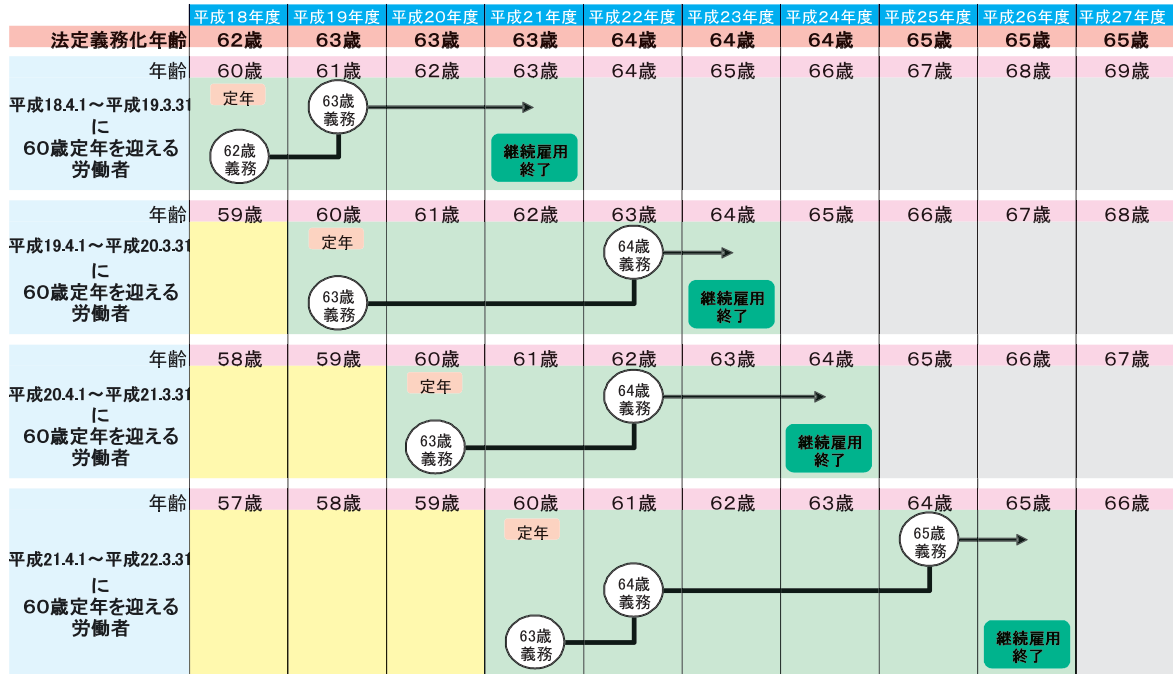 平成18年度 平成19年度 平成20年度 平成21年度 平成22年度 平成23年度 平成24年度 平成25年度 平成26年度 平成27年度
法定義務化年齢 62歳 63歳 63歳 63歳 64歳 64歳 64歳 65歳 65歳 65歳
年齢 60歳 61歳 62歳 63歳 64歳 65歳 66歳 67歳 68歳 69歳
平成18.4.1～平成19.3.31
に
60歳定年を迎える
労働者
定年
62歳
義務
63歳
義務
継続雇用
終了
年齢 59歳 60歳 61歳 62歳 63歳 64歳 65歳 66歳 67歳 68歳
平成19.4.1～平成20.3.31
に
60歳定年を迎える
労働者
定年
63歳
義務
64歳
義務
継続雇用
終了
年齢 58歳 59歳 60歳 61歳 62歳 63歳 64歳 65歳 66歳 67歳
平成20.4.1～平成21.3.31
に
60歳定年を迎える
労働者
定年
63歳
義務
64歳
義務
継続雇用
終了
年齢 57歳 58歳 59歳 60歳 61歳 62歳 63歳 64歳 65歳 66歳
平成21.4.1～平成22.3.31
に
60歳定年を迎える
労働者
定年
63歳
義務
64歳
義務
65歳
義務
継続雇用
終了